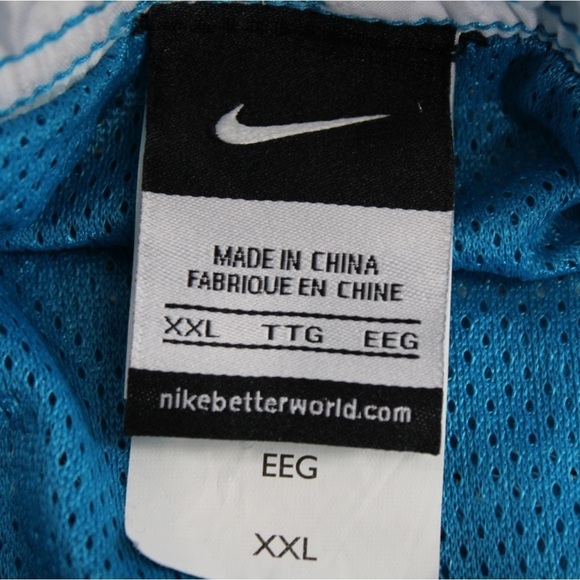 MADE IN CHINA
FABRIQUE EN CHINE
XXL TTG EEG
nikebetterworld.com
EEG
XXL